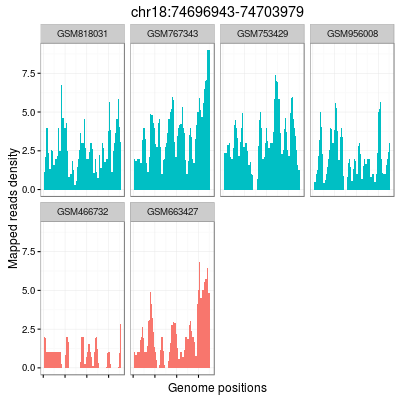 chr18:74696943-74703979
GSM818031 GSM767343 GSM753429 GSM956008
7.5
5.0
2.5
0.0
GSM466732 GSM663427
7.5
5.0
2.5
0.0
Mapped reads density
Genome positions